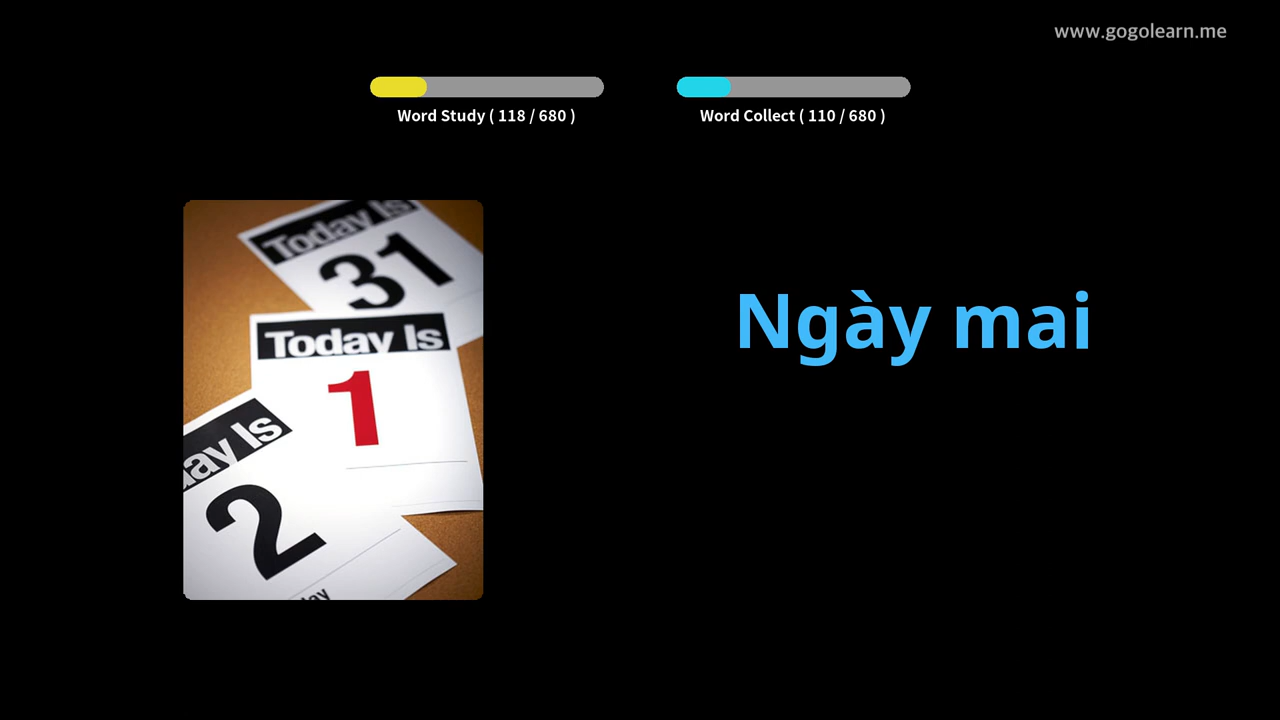 www.gogolearn.me
Word Study ( 118 / 680 )
Word Collect ( 110 / 680 )
Today Is
31
Today Is
1
ay Is
2
Ngày mai